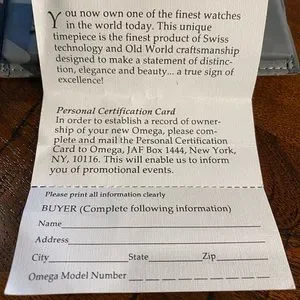 You now own one of the finest watches
in the world today. This unique
timepiece is the finest product of Swiss
technology and Old World craftsmanship
designed to make a statement of distinc-
tion, elegance and beauty... a true sign of
excellence!
Personal Certification Card
In order to establish a record of owner-
ship of your new Omega, please com-
plete and mail the Personal Certification
Card to Omega, JAF Box 1444, New York,
NY, 10116. This will enable us to inform
you of promotional events.
Please print all information clearly
BUYER (Complete following information)
Name
Address
City State Zip
Omega Model Number